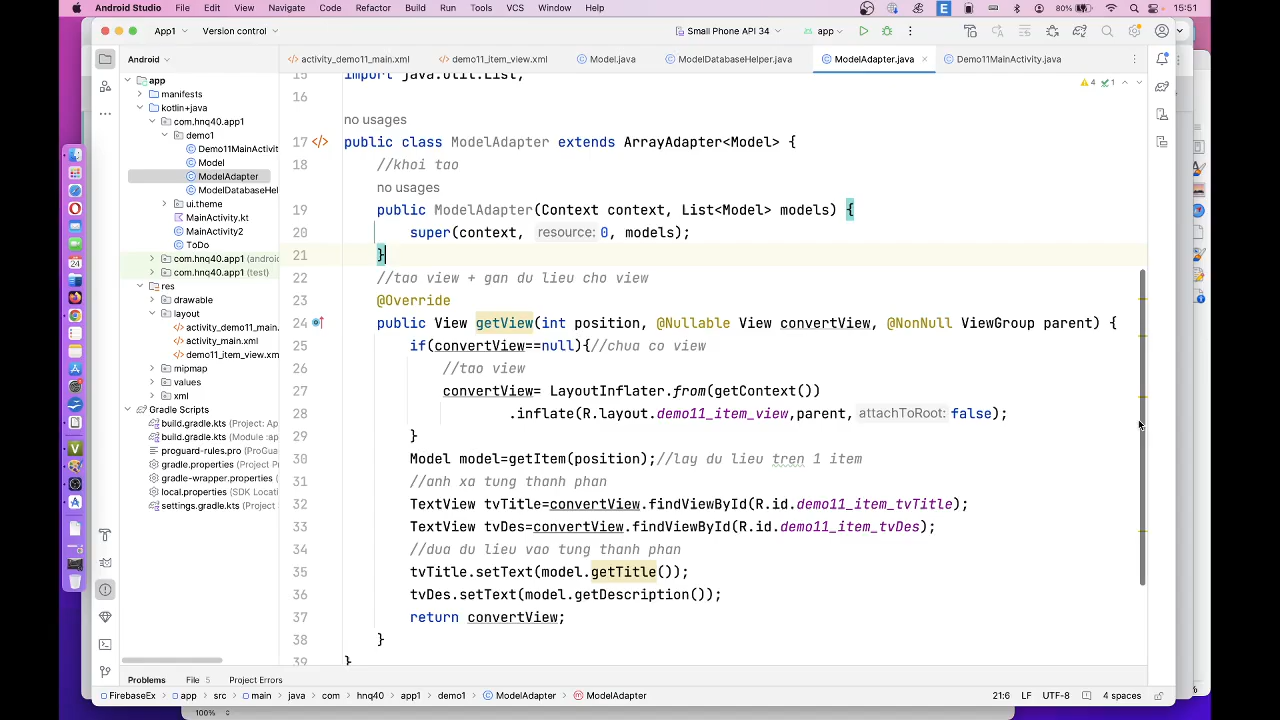 Android Studio File Edit View Navigate Code Refactor Build Run Tools VCS Window Help E 80% 15:51
App1 Version control Small Phone API 34 app
Android activity_demo11_main.xml demo11_item_view.xml Model.java ModelDatabaseHelper.java ModelAdapter.java Demo11MainActivity.java
app
manifests
kotlin+java
com.hnq40.app1
demo1
Demo11MainActivit
Model
ModelAdapter
ModelDatabaseHel
ui.theme
MainActivity.kt
MainActivity2
ToDo
com.hnq40.app1 (android
com.hnq40.app1 (test)
res
drawable
layout
activity_demo11_main.
activity_main.xml
demo11_item_view.xm
mipmap
values
xml
Gradle Scripts
build.gradle.kts (Project: Ap
build.gradle.kts (Module :ap
proguard-rules.pro (ProGua
gradle.properties (Project P
gradle-wrapper.properties (
local.properties (SDK Locati
settings.gradle.kts (Project
15 import java.util.List;
16
no usages
17 public class ModelAdapter extends ArrayAdapter<Model> {
18 //khoi tao
no usages
19 public ModelAdapter(Context context, List<Model> models) {
20 super(context, resource: 0, models);
21 }
22 //tao view + gan du lieu cho view
23 @Override
24 public View getView(int position, @Nullable View convertView, @NonNull ViewGroup parent) {
25 if(convertView==null){//chua co view
26 //tao view
27 convertView= LayoutInflater.from(getContext())
28 .inflate(R.layout.demo11_item_view,parent, attachToRoot: false);
29 }
30 Model model=getItem(position);//lay du lieu tren 1 item
31 //anh xa tung thanh phan
32 TextView tvTitle=convertView.findViewById(R.id.demo11_item_tvTitle);
33 TextView tvDes=convertView.findViewById(R.id.demo11_item_tvDes);
34 //dua du lieu vao tung thanh phan
35 tvTitle.setText(model.getTitle());
36 tvDes.setText(model.getDescription());
37 return convertView;
38 }
39 }
4 1
Problems File 5 Project Errors
FirebaseEx app src main java com hnq40 app1 demo1 ModelAdapter ModelAdapter 21:6 LF UTF-8 4 spaces
100%